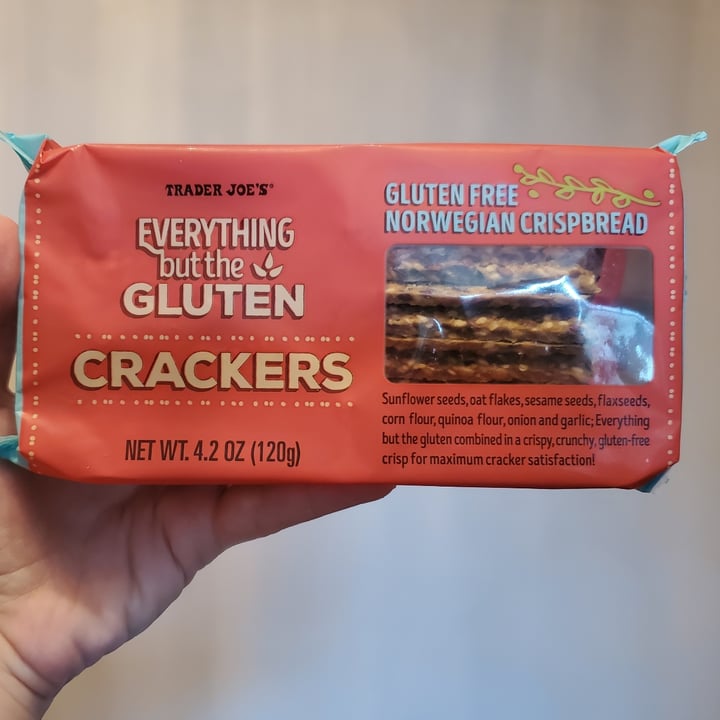 TRADER JOE'S®
EVERYTHING
but the
GLUTEN
CRACKERS
NET WT. 4.2 OZ (120g)
GLUTEN FREE
NORWEGIAN CRISPBREAD
Sunflower seeds, oat flakes, sesame seeds, flaxseeds,
corn flour, quinoa flour, onion and garlic; Everything
but the gluten combined in a crispy, crunchy, gluten-free
crisp for maximum cracker satisfaction!